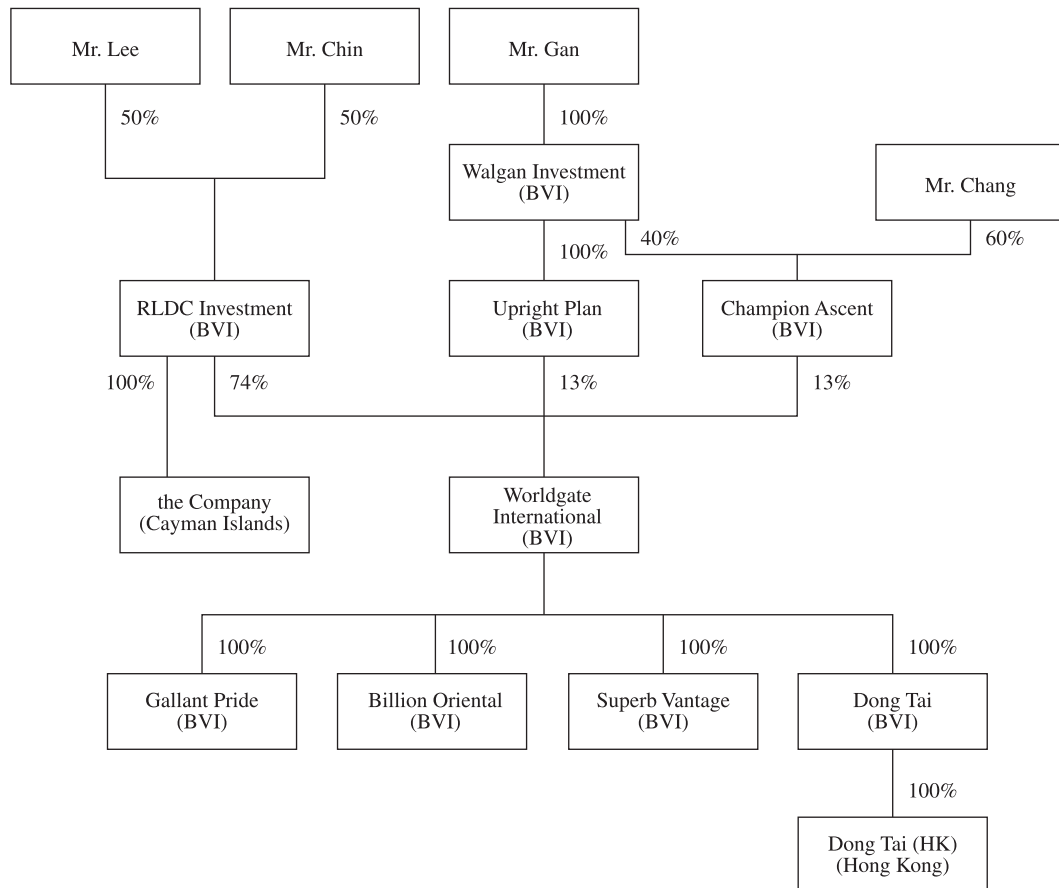 Mr. Lee
Mr. Chin
Mr. Gan
50%
50%
100%
Walgan Investment
(BVI)
Mr. Chang
100%
40%
60%
RLDC Investment
(BVI)
Upright Plan
(BVI)
Champion Ascent
(BVI)
100%
74%
13%
13%
the Company
(Cayman Islands)
Worldgate
International
(BVI)
100%
100%
100%
100%
Gallant Pride
(BVI)
Billion Oriental
(BVI)
Superb Vantage
(BVI)
Dong Tai
(BVI)
100%
Dong Tai (HK)
(Hong Kong)